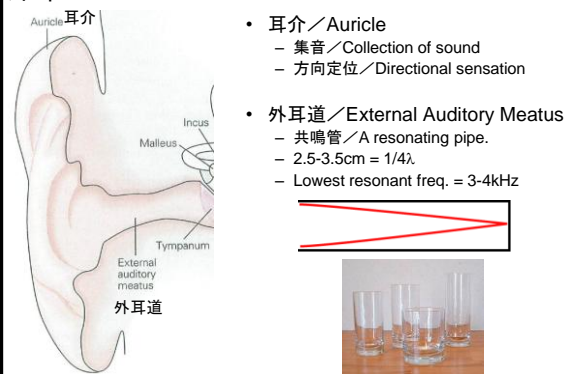 Auricle 耳介
Incus
Malleus
Tympanum
External
auditory
meatus
外耳道
• 耳介／Auricle
– 集音／Collection of sound
– 方向定位／Directional sensation
• 外耳道／External Auditory Meatus
– 共鳴管／A resonating pipe.
– 2.5-3.5cm = 1/4λ
– Lowest resonant freq. = 3-4kHz